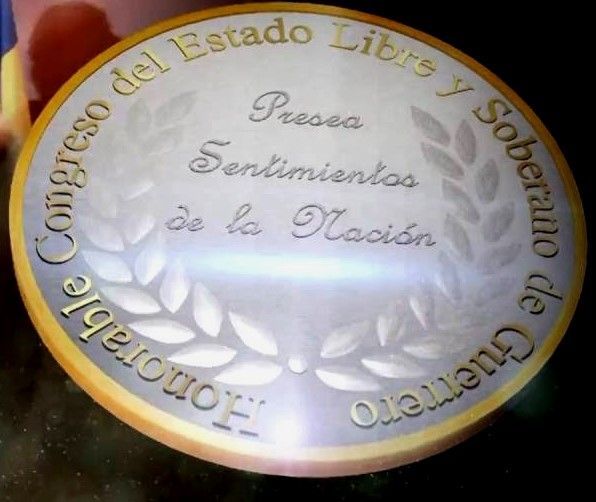 Honorable Congreso del Estado Libre y Soberano de Guerrero
Presea
Sentimientos
de la Nación